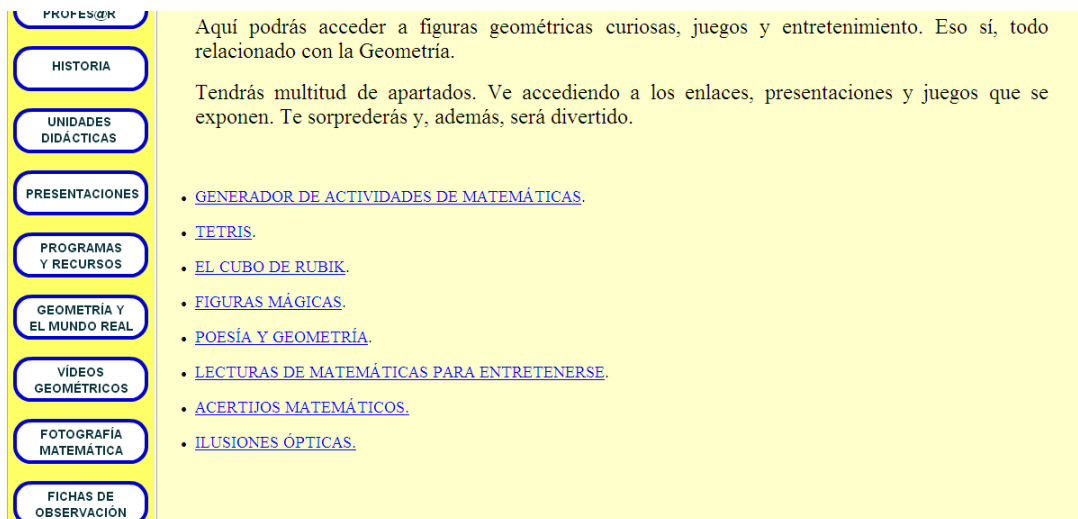 PROFES@R
HISTORIA
UNIDADES
DIDÁCTICAS
PRESENTACIONES
PROGRAMAS
Y RECURSOS
GEOMETRÍA Y
EL MUNDO REAL
VÍDEOS
GEOMÉTRICOS
FOTOGRAFÍA
MATEMÁTICA
FICHAS DE
OBSERVACIÓN
Aquí podrás acceder a figuras geométricas curiosas, juegos y entretenimiento. Eso sí, todo
relacionado con la Geometría.
Tendrás multitud de apartados. Ve accediendo a los enlaces, presentaciones y juegos que se
exponen. Te sorprederás y, además, será divertido.
• GENERADOR DE ACTIVIDADES DE MATEMÁTICAS.
• TETRIS.
• EL CUBO DE RUBIK.
• FIGURAS MÁGICAS.
• POESÍA Y GEOMETRÍA.
• LECTURAS DE MATEMÁTICAS PARA ENTRETENERSE.
• ACERTIJOS MATEMÁTICOS.
• ILUSIONES ÓPTICAS.